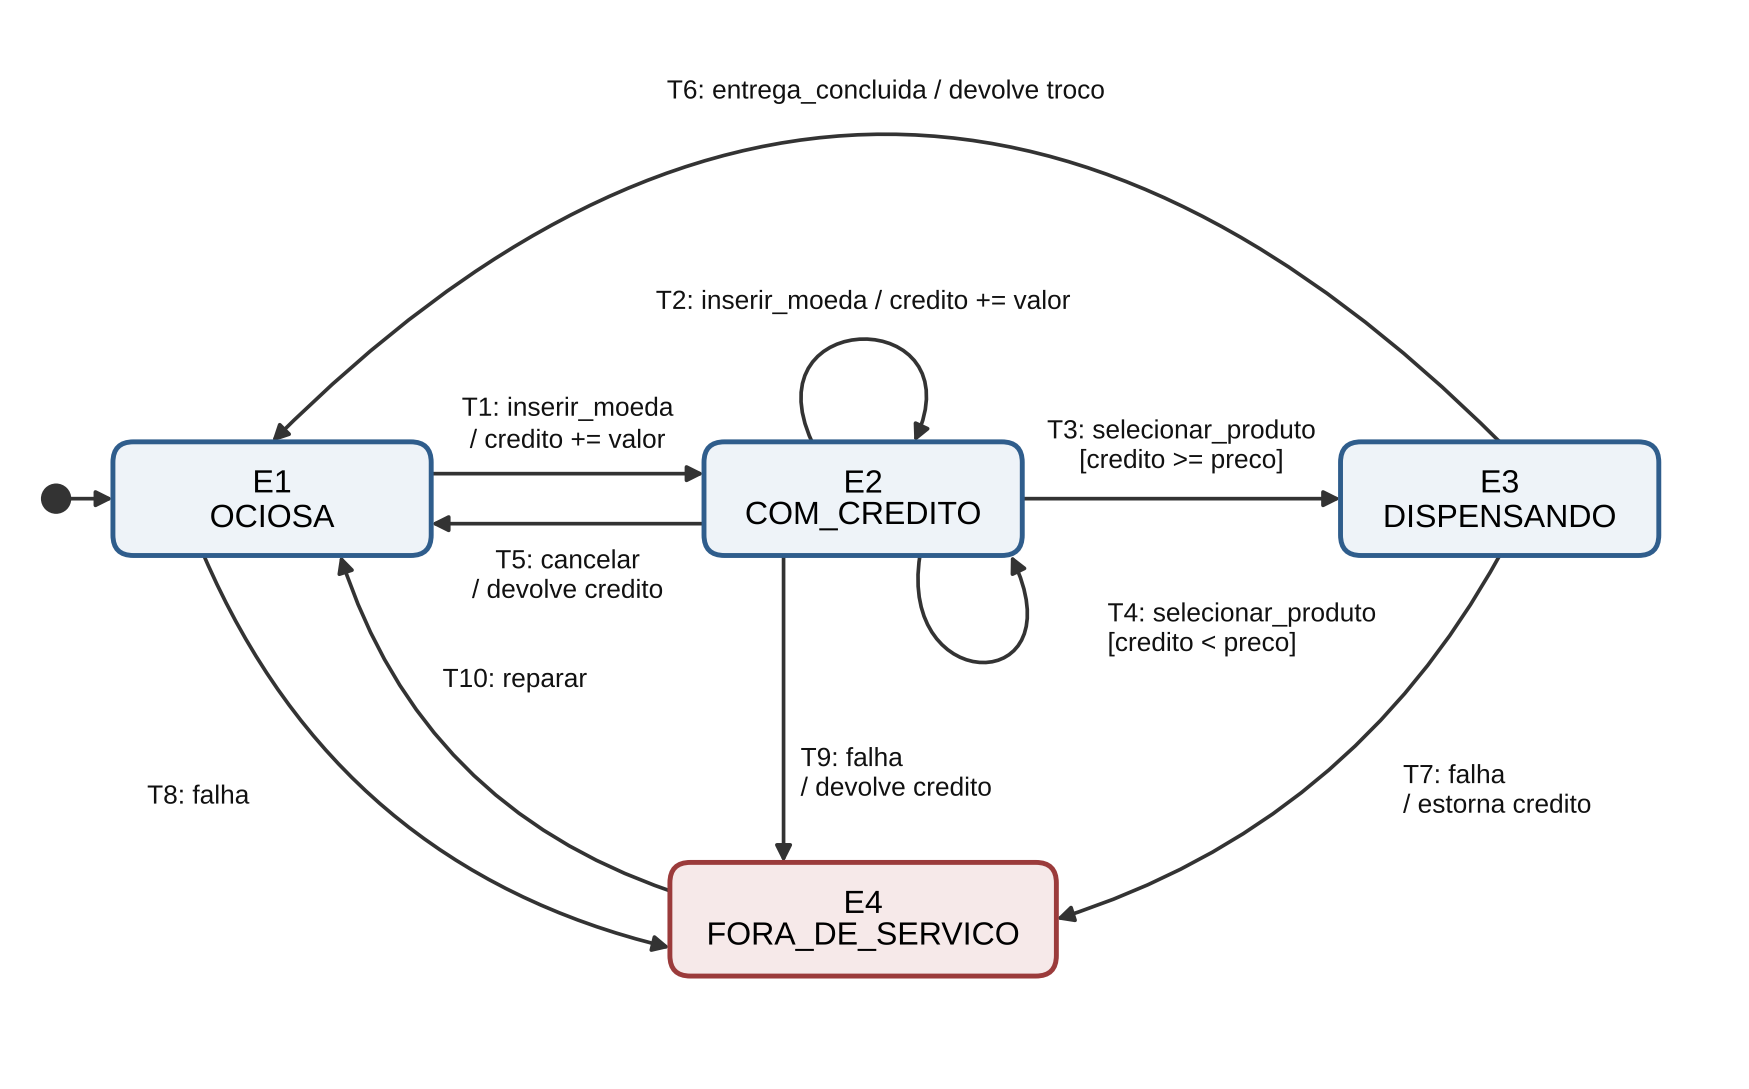 T6: entrega_concluida / devolve troco
T2: inserir_moeda / credito += valor
T1: inserir_moeda
/ credito += valor
T3: selecionar_produto
[credito >= preco]
E1
OCIOSA
E2
COM_CREDITO
E3
DISPENSANDO
T5: cancelar
/ devolve credito
T4: selecionar_produto
[credito < preco]
T10: reparar
T9: falha
/ devolve credito
T7: falha
/ estorna credito
T8: falha
E4
FORA_DE_SERVICO